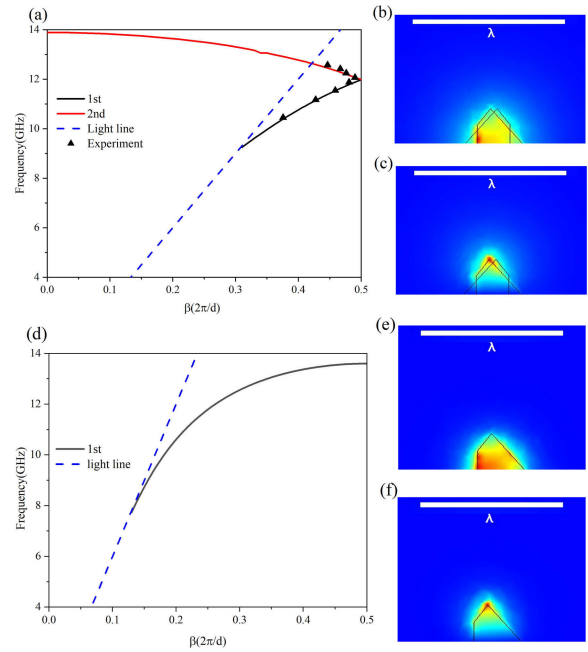 (a)
14
12
10
8
6
4
Frequency(GHz)
1st
2nd
Light line
Experiment
0.0 0.1 0.2 0.3 0.4 0.5
β(2π/d)
(b)
λ
(c)
λ
(d)
14
12
10
8
6
4
Frequency(GHz)
1st
light line
0.0 0.1 0.2 0.3 0.4 0.5
β(2π/d)
(e)
λ
(f)
λ